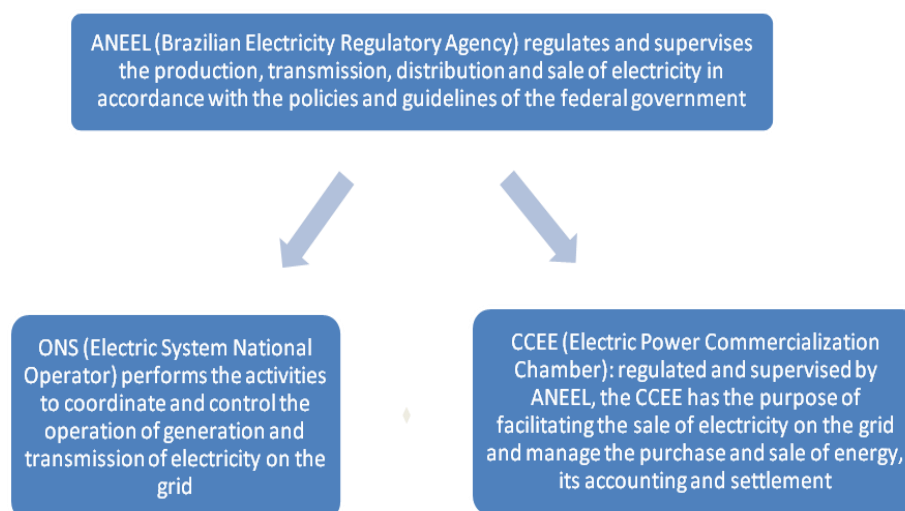 ANEEL (Brazilian Electricity Regulatory Agency) regulates and supervises
the production, transmission, distribution and sale of electricity in
accordance with the policies and guidelines of the federal government
ONS (Electric System National
Operator) performs the activities
to coordinate and control the
operation of generation and
transmission of electricity on the
grid
CCEE (Electric Power Commercialization
Chamber): regulated and supervised by
ANEEL, the CCEE has the purpose of
facilitating the sale of electricity on the grid
and manage the purchase and sale of energy,
its accounting and settlement